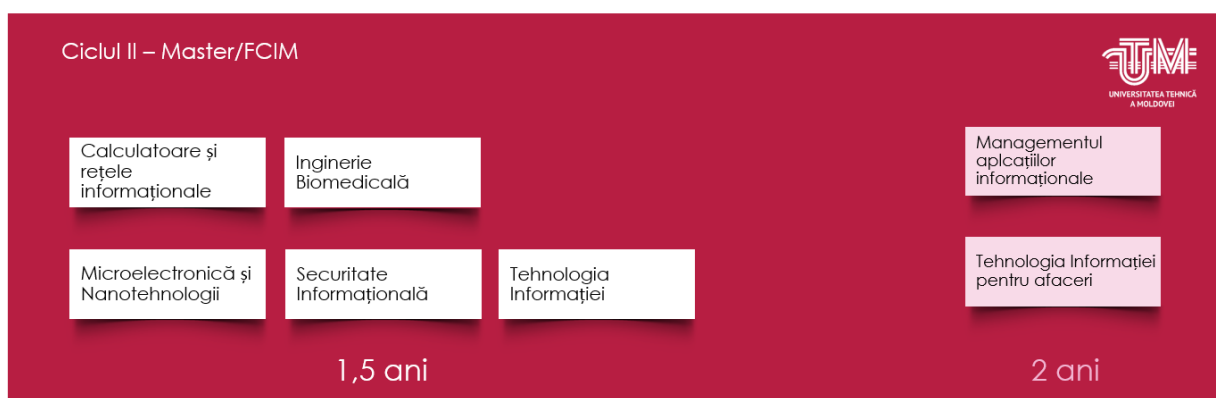 Ciclul II – Master/FCIM
UTM
UNIVERSITATEA TEHNICĂ
A MOLDOVEI
Calculatoare și
rețele
informaționale
Inginerie
Biomedicală
Managementul
aplcațiilor
informaționale
Microelectronică și
Nanotehnologii
Securitate
Informațională
Tehnologia
Informației
Tehnologia Informației
pentru afaceri
1,5 ani
2 ani